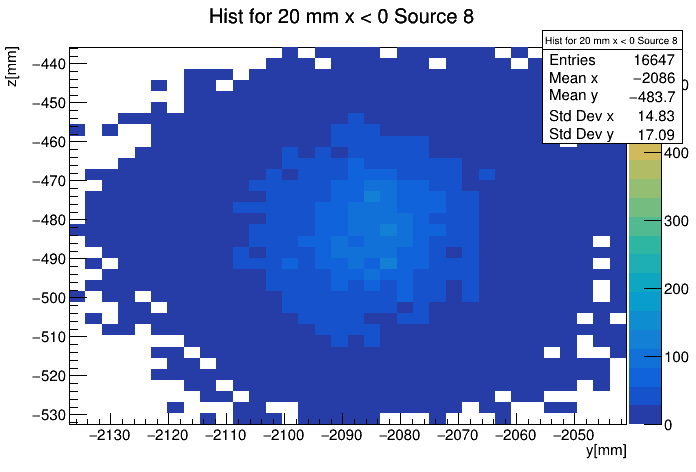 Hist for 20 mm x < 0 Source 8
Hist for 20 mm x < 0 Source 8
Entries 16647
Mean x −2086
Mean y −483.7
Std Dev x 14.83
Std Dev y 17.09
z[mm]
−440
−450
−460
−470
−480
−490
−500
−510
−520
−530
−2130 −2120 −2110 −2100 −2090 −2080 −2070 −2060 −2050
y[mm]
0
400
300
200
100
0